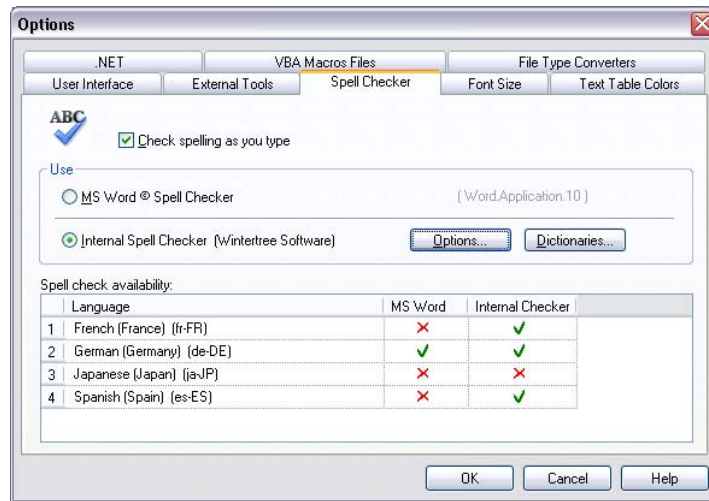 Options
.NET VBA Macros Files File Type Converters
User Interface External Tools Spell Checker Font Size Text Table Colors
ABC
Check spelling as you type
Use
MS Word © Spell Checker (Word.Application.10)
Internal Spell Checker (Wintertree Software) Options... Dictionaries...
Spell check availability:
Language MS Word Internal Checker
1 French (France) (fr-FR)
2 German (Germany) (de-DE)
3 Japanese (Japan) (ja-JP)
4 Spanish (Spain) (es-ES)
OK Cancel Help